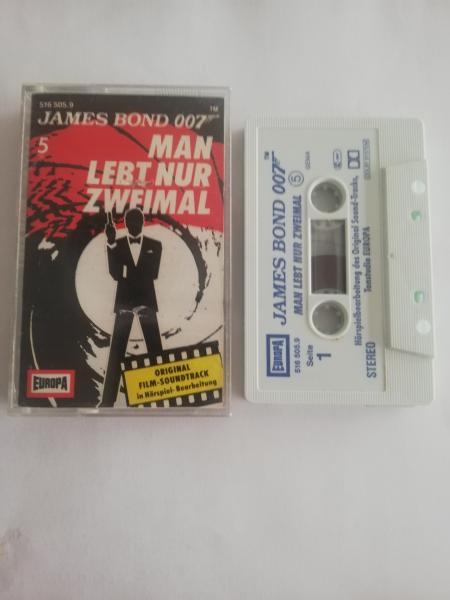 516 505.9
TM
JAMES BOND 007
5
MAN
LEBT NUR
ZWEIMAL
EUROPA
ORIGINAL
FILM-SOUNDTRACK
in Hörspiel-Bearbeitung
EUROPA
516 505.9
Seite
1
JAMES BOND 007
TM
MAN LEBT NUR ZWEIMAL 5
GEMA
Hörspielbearbeitung des Original Sound-Tracks,
Tonstudio EUROPA
STEREO